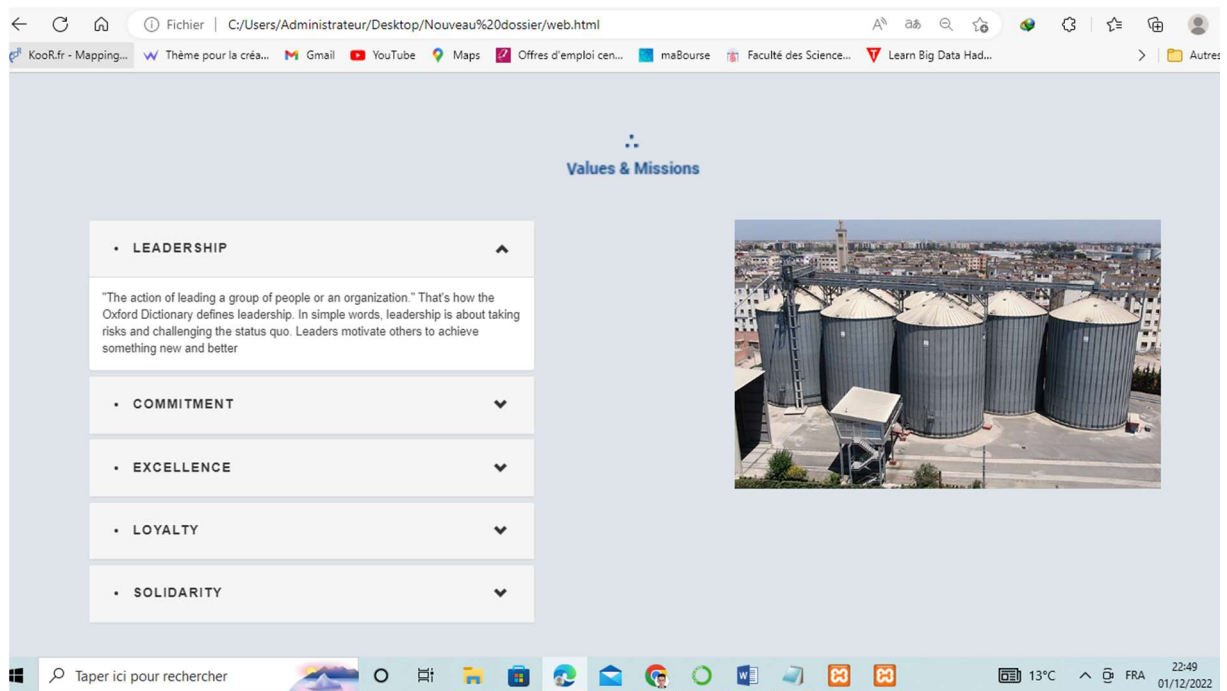 Fichier | C:/Users/Administrateur/Desktop/Nouveau%20dossier/web.html
KooR.fr - Mapping... Thème pour la créa... Gmail YouTube Maps Offres d'emploi cen... maBourse Faculté des Science... Learn Big Data Had... Autres
Values & Missions
• LEADERSHIP
"The action of leading a group of people or an organization." That's how the
Oxford Dictionary defines leadership. In simple words, leadership is about taking
risks and challenging the status quo. Leaders motivate others to achieve
something new and better
• COMMITMENT
• EXCELLENCE
• LOYALTY
• SOLIDARITY
Taper ici pour rechercher
13°C FRA 22:49
01/12/2022